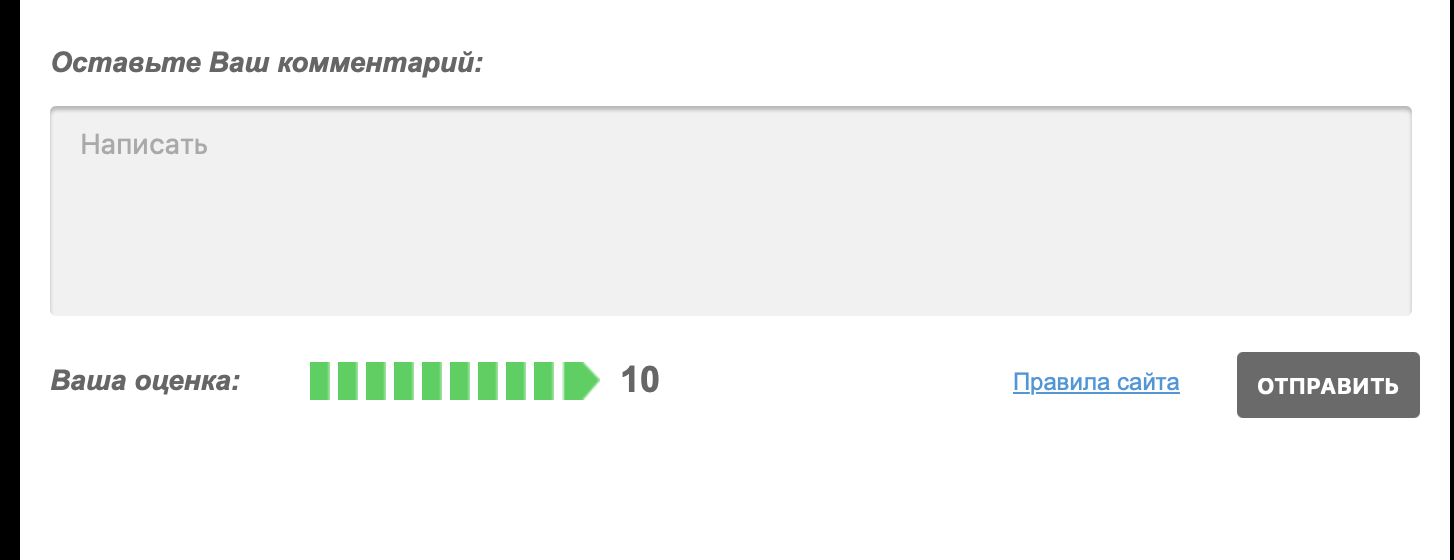 Оставьте Ваш комментарий:
Написать
Ваша оценка: 10 Правила сайта ОТПРАВИТЬ